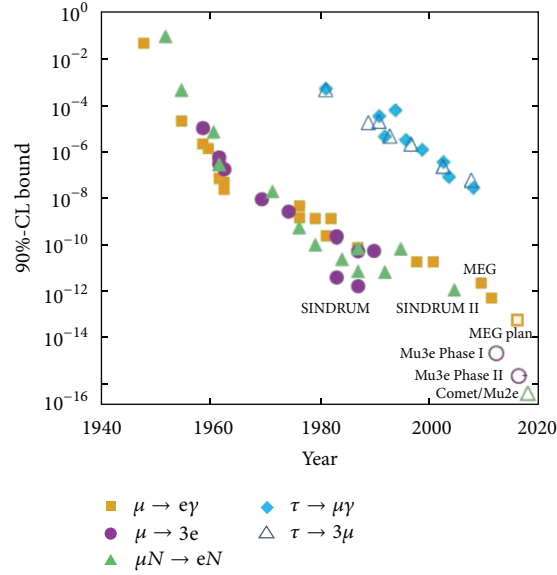 10⁰
10⁻²
10⁻⁴
10⁻⁶
10⁻⁸
10⁻¹⁰
10⁻¹²
10⁻¹⁴
10⁻¹⁶
90%-CL bound
MEG
SINDRUM
SINDRUM II
MEG plan
Mu3e Phase I
Mu3e Phase II
Comet/Mu2e
1940
1960
1980
2000
2020
Year
μ → eγ
μ → 3e
μN → eN
τ → μγ
τ → 3μ